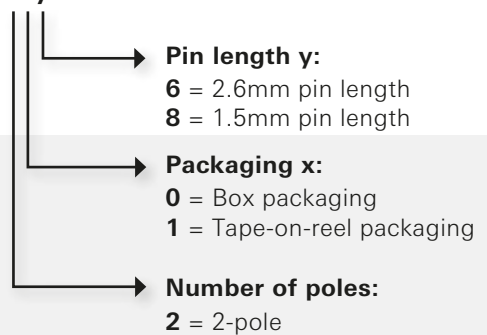 Pin length y:
6 = 2.6mm pin length
8 = 1.5mm pin length
Packaging x:
0 = Box packaging
1 = Tape-on-reel packaging
Number of poles:
2 = 2-pole